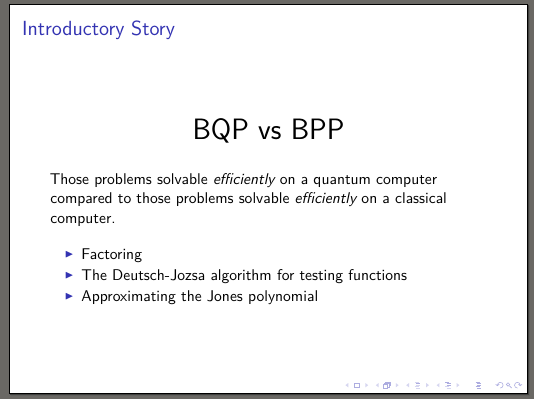 Introductory Story
BQP vs BPP
Those problems solvable efficiently on a quantum computer
compared to those problems solvable efficiently on a classical
computer.
Factoring
The Deutsch-Jozsa algorithm for testing functions
Approximating the Jones polynomial